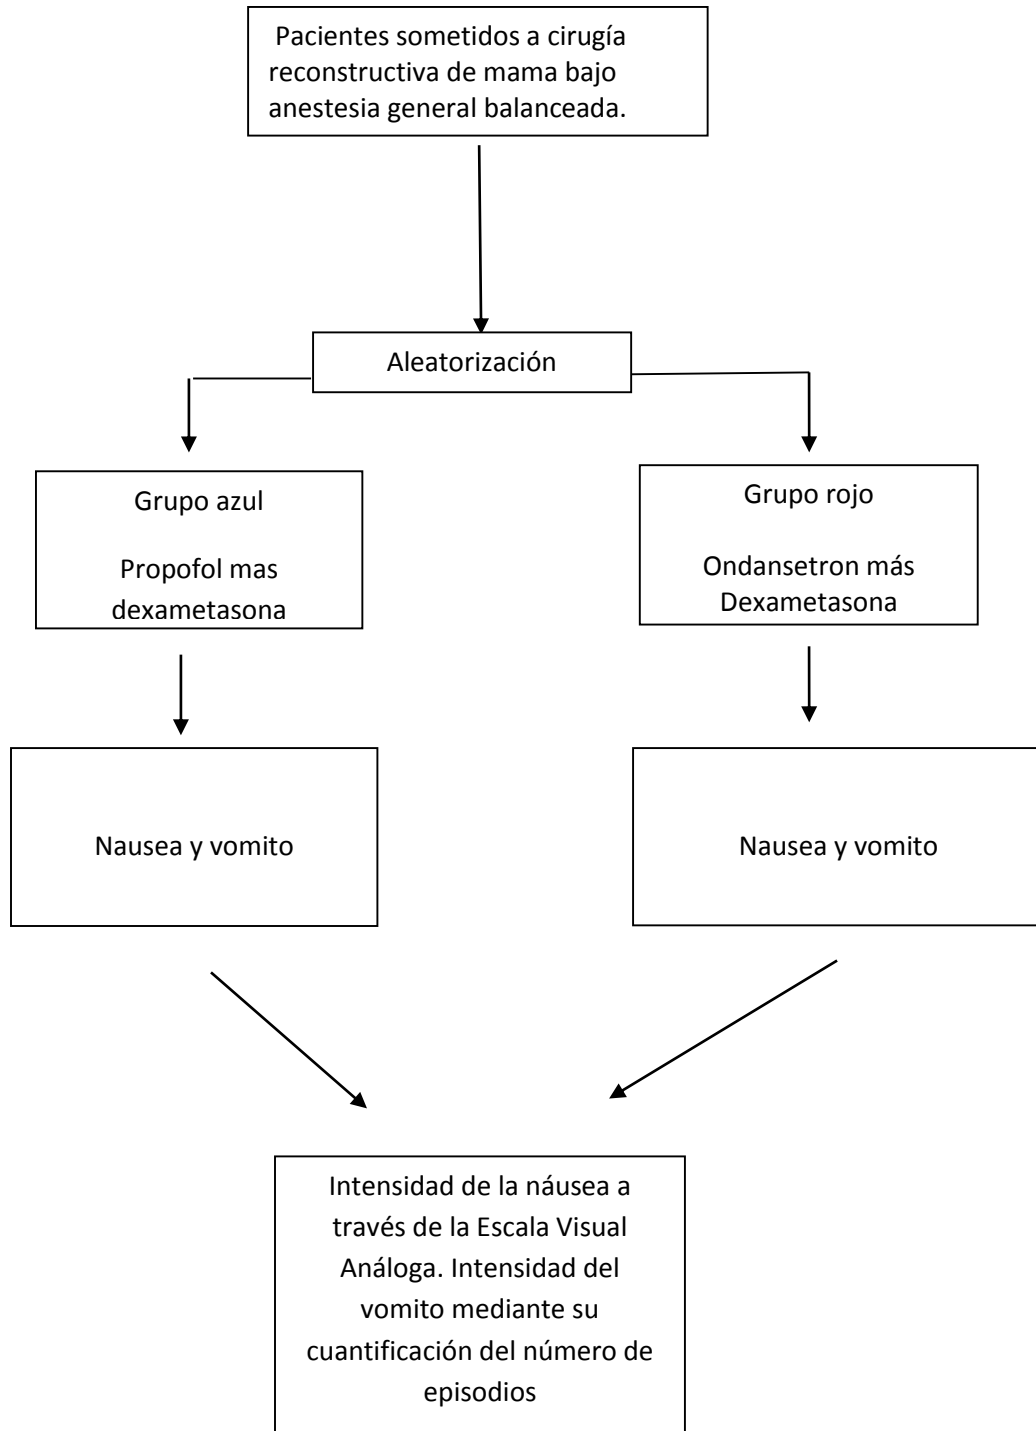 Pacientes sometidos a cirugía
reconstructiva de mama bajo
anestesia general balanceada.
Aleatorización
Grupo azul
Propofol mas
dexametasona
Grupo rojo
Ondansetron más
Dexametasona
Nausea y vomito
Nausea y vomito
Intensidad de la náusea a
través de la Escala Visual
Análoga. Intensidad del
vomito mediante su
cuantificación del número de
episodios